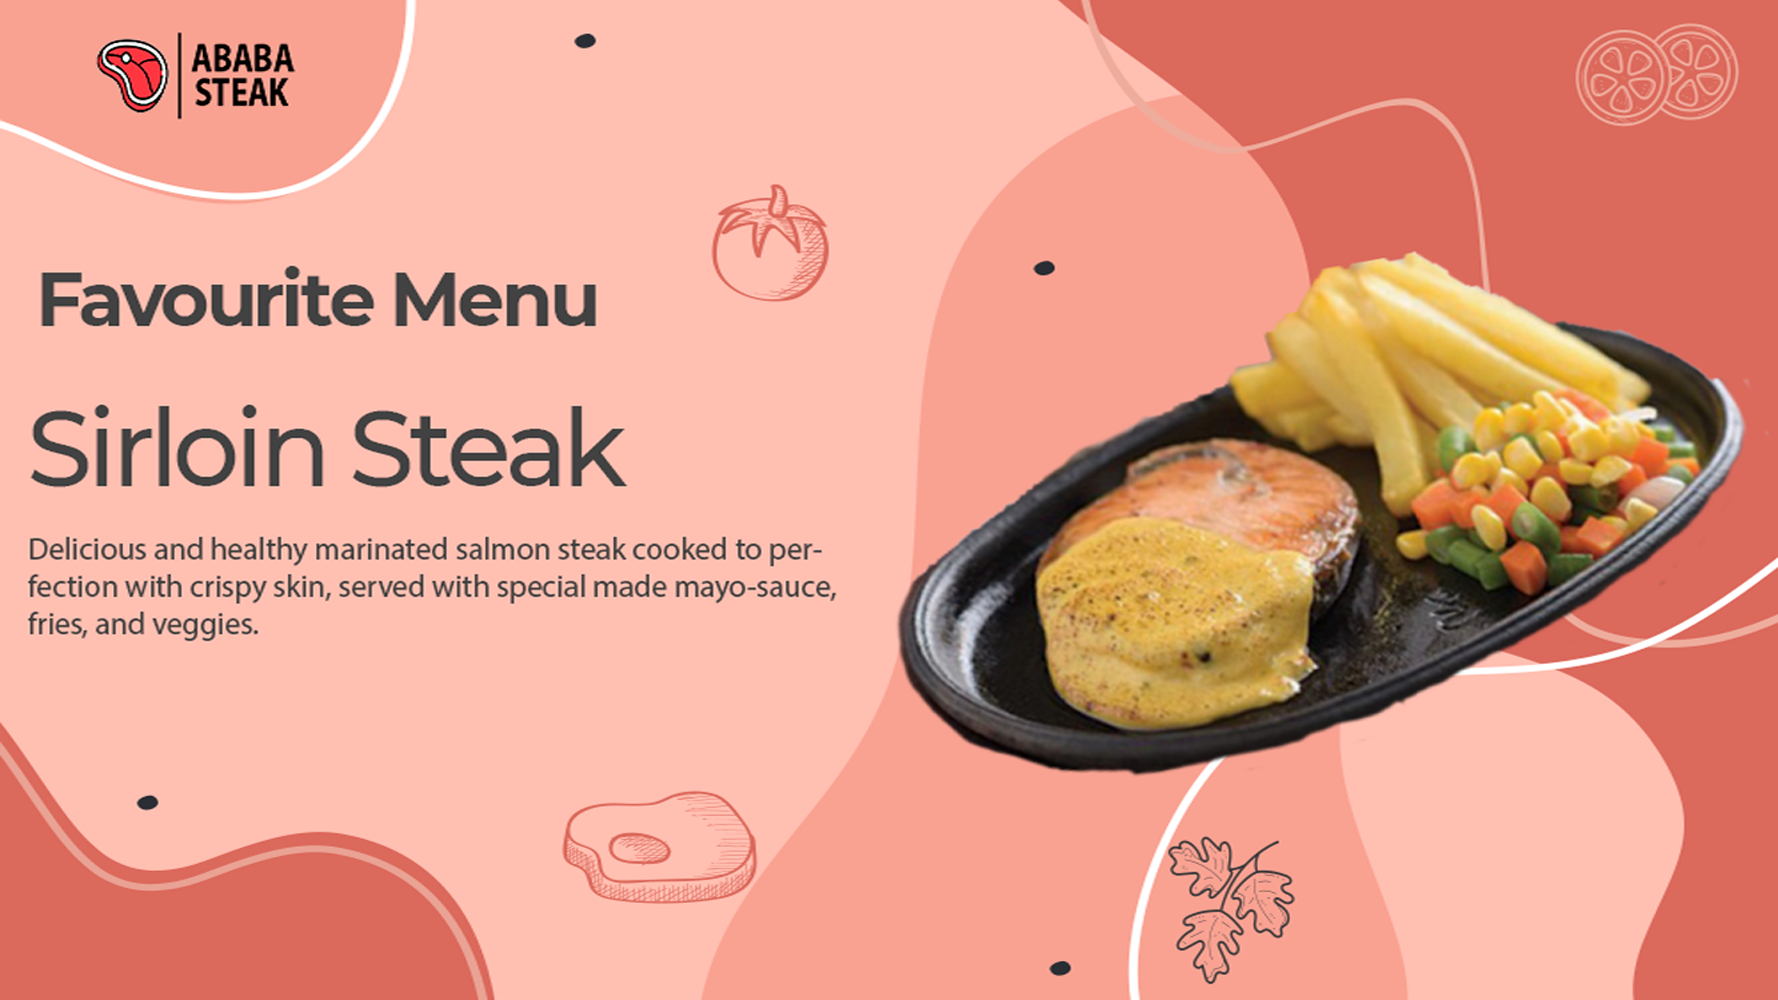 ABABA
STEAK
Favourite Menu
Sirloin Steak
Delicious and healthy marinated salmon steak cooked to per-
fection with crispy skin, served with special made mayo-sauce,
fries, and veggies.